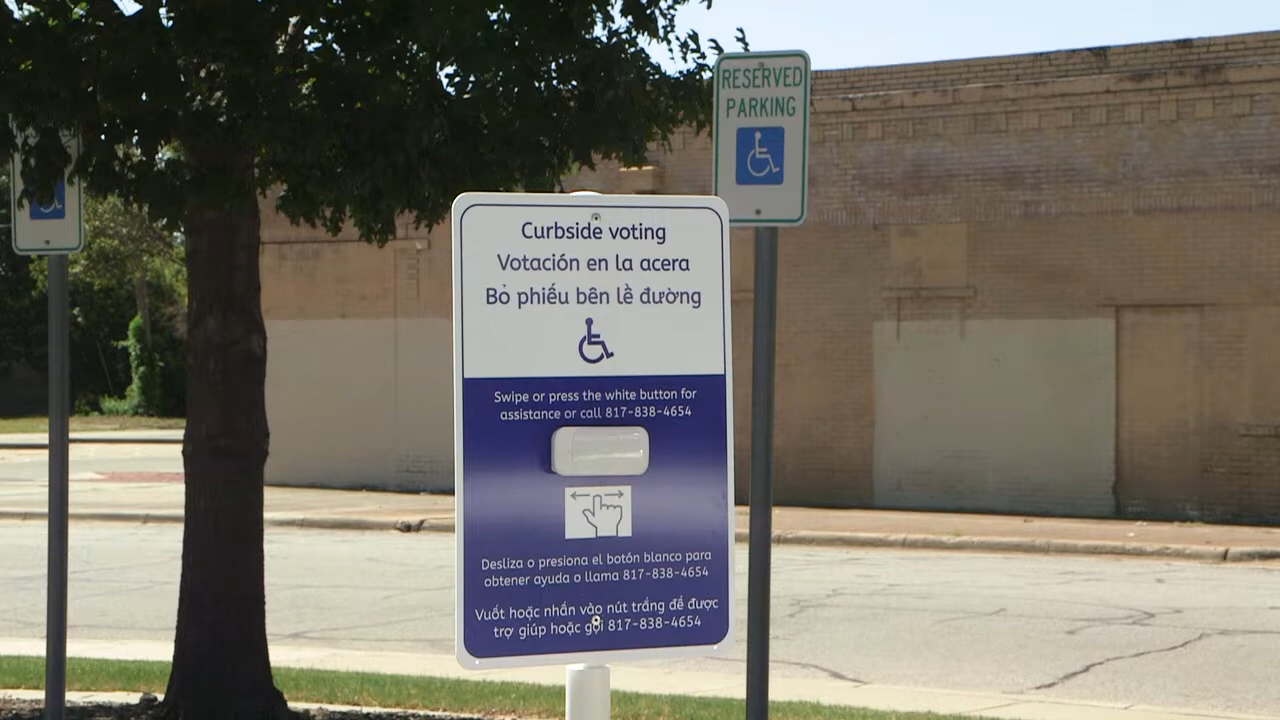 RESERVED
PARKING
Curbside voting
Votación en la acera
Bỏ phiếu bên lề đường
Swipe or press the white button for
assistance or call 817-838-4654
Desliza o presiona el botón blanco para
obtener ayuda o llama 817-838-4654
Vuốt hoặc nhấn vào nút trắng để được
trợ giúp hoặc gọi 817-838-4654